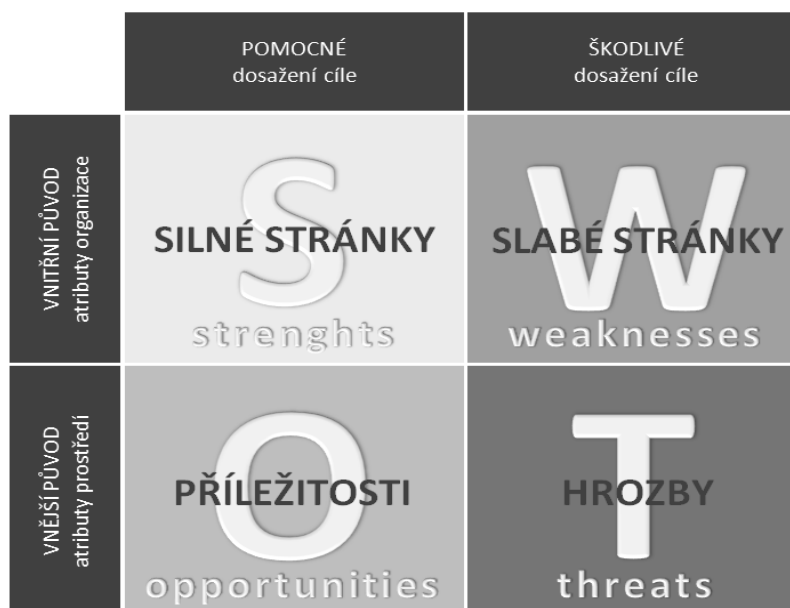 POMOCNÉ
dosažení cíle
ŠKODLIVÉ
dosažení cíle
VNITŘNÍ PŮVOD
atributy organizace
S
SILNÉ STRÁNKY
strenghts
W
SLABÉ STRÁNKY
weaknesses
VNĚJŠÍ PŮVOD
atributy prostředí
O
PŘÍLEŽITOSTI
opportunities
T
HROZBY
threats